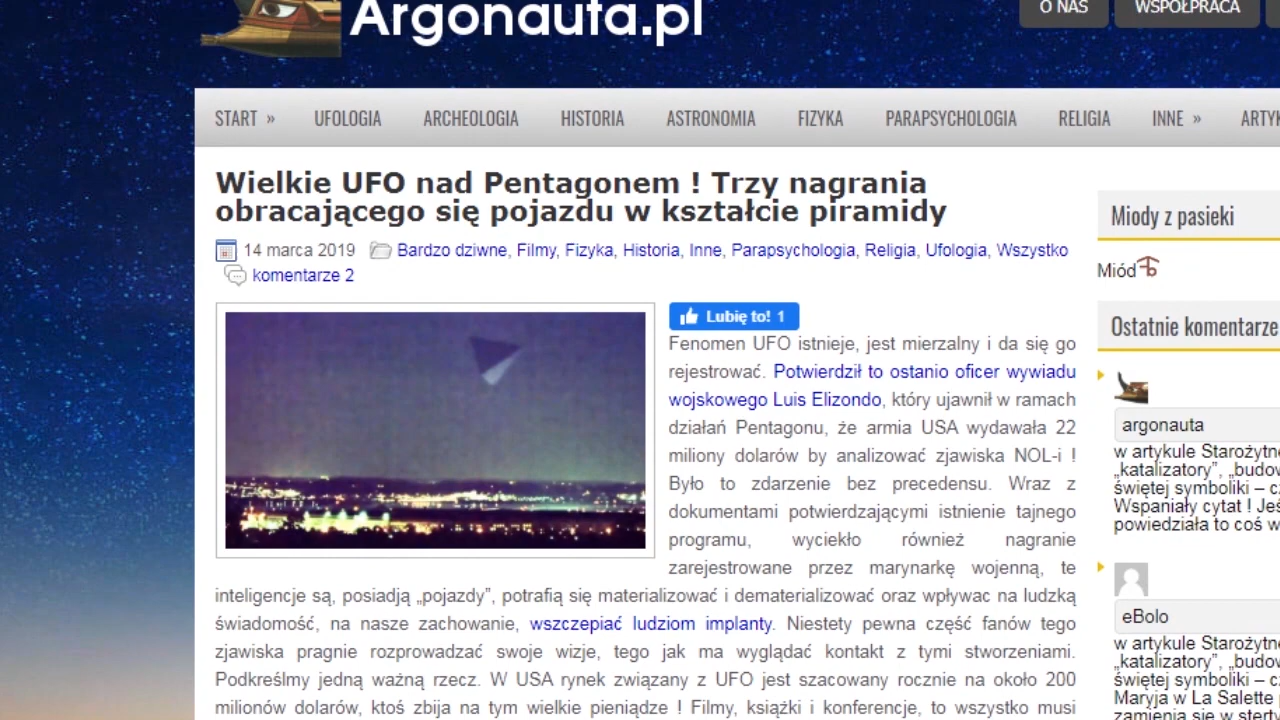 Argonauta.pl
O NAS
WSPÓŁPRACA
START »
UFOLOGIA
ARCHEOLOGIA
HISTORIA
ASTRONOMIA
FIZYKA
PARAPSYCHOLOGIA
RELIGIA
INNE »
ARTYK
Wielkie UFO nad Pentagonem ! Trzy nagrania
obracającego się pojazdu w kształcie piramidy
14 marca 2019 Bardzo dziwne, Filmy, Fizyka, Historia, Inne, Parapsychologia, Religia, Ufologia, Wszystko
komentarze 2
Lubię to! 1
Fenomen UFO istnieje, jest mierzalny i da się go
rejestrować. Potwierdził to ostanio oficer wywiadu
wojskowego Luis Elizondo, który ujawnił w ramach
działań Pentagonu, że armia USA wydawała 22
miliony dolarów by analizować zjawiska NOL-i !
Było to zdarzenie bez precedensu. Wraz z
dokumentami potwierdzającymi istnienie tajnego
programu, wyciekło również nagranie
zarejestrowane przez marynarkę wojenną, te
inteligencje są, posiadją „pojazdy”, potrafią się materializować i dematerializować oraz wpływac na ludzką
świadomość, na nasze zachowanie, wszczepiać ludziom implanty. Niestety pewna część fanów tego
zjawiska pragnie rozprowadzać swoje wizje, tego jak ma wyglądać kontakt z tymi stworzeniami.
Podkreślmy jedną ważną rzecz. W USA rynek związany z UFO jest szacowany rocznie na około 200
milionów dolarów, ktoś zbija na tym wielkie pieniądze ! Filmy, książki i konferencje, to wszystko musi
Miody z pasieki
Miód
Ostatnie komentarze
argonauta
w artykule Starożytne
„katalizatory”, „budow
świętej symboliki – cz
Wspaniały cytat ! Jeś
powiedziała to coś w
eBolo
w artykule Starożytne
„katalizatory”, „budow
świętej symboliki – cz
Maryja w La Salette
zamienią się w sterty